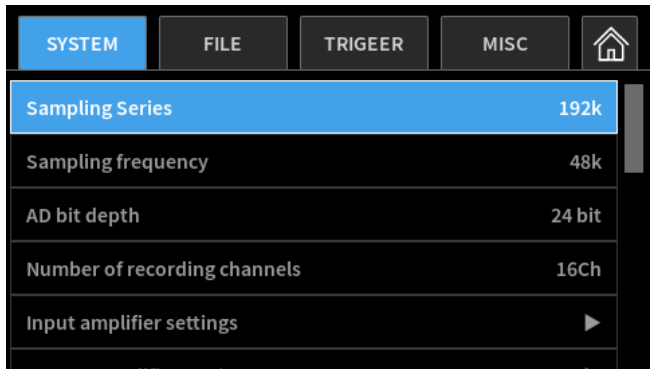 SYSTEM FILE TRIGEER MISC
Sampling Series 192k
Sampling frequency 48k
AD bit depth 24 bit
Number of recording channels 16Ch
Input amplifier settings ▶